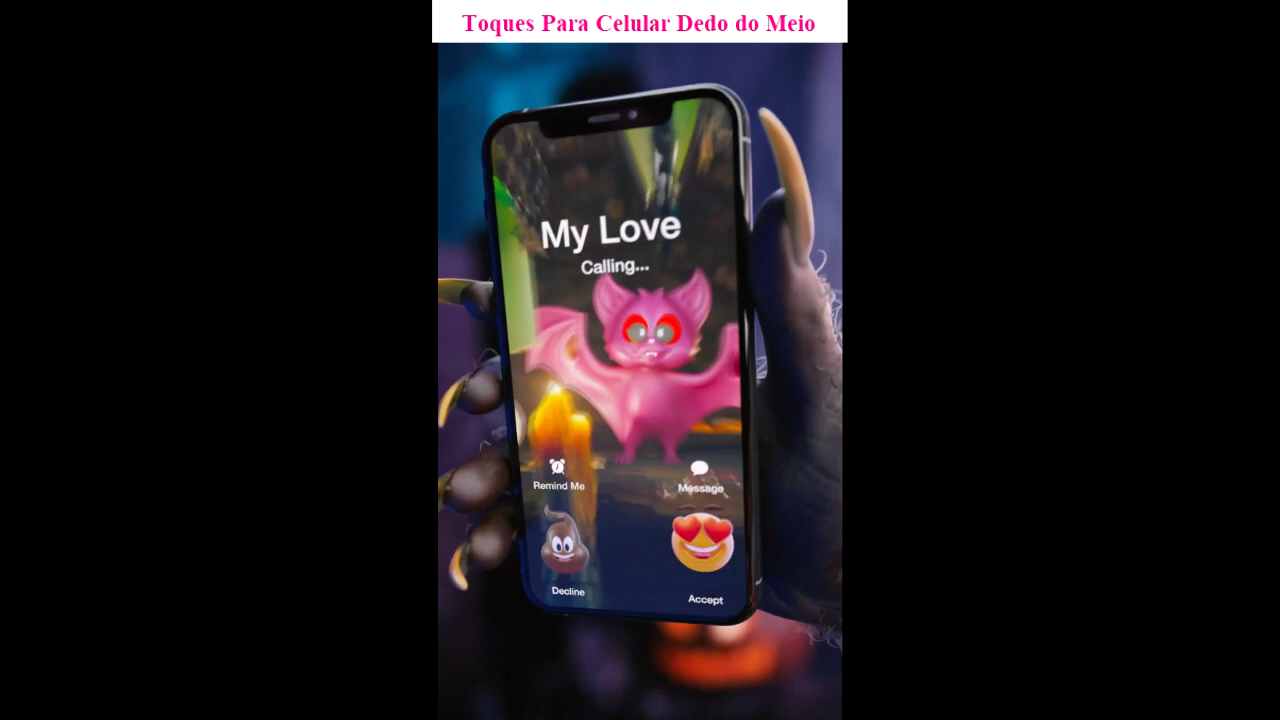 Toques Para Celular Dedo do Meio
My Love
Calling...
Remind Me
Message
Decline
Accept